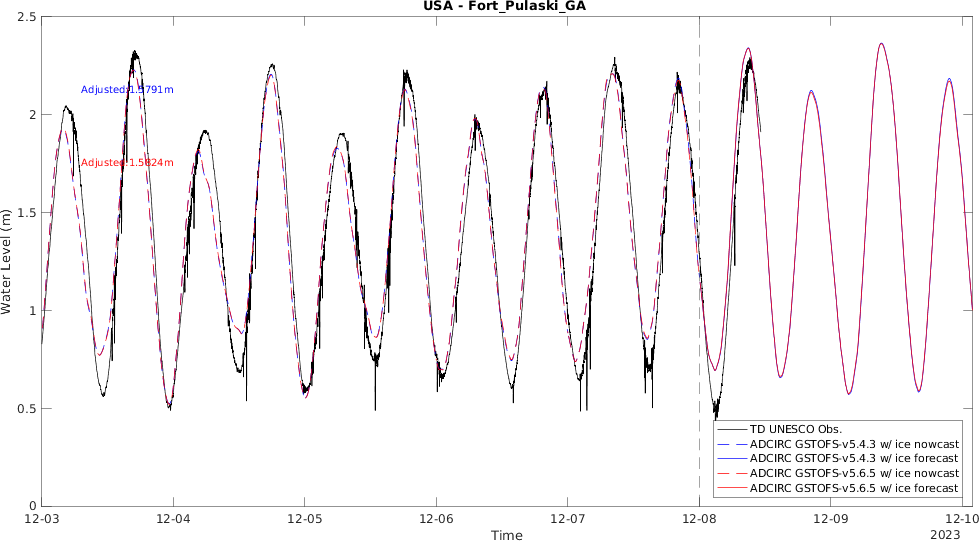 USA - Fort_Pulaski_GA
2.5
Adjusted:1.5791m
2
Adjusted:1.5824m
1.5
Water Level (m)
1
0.5
TD UNESCO Obs.
ADCIRC GSTOFS-v5.4.3 w/ ice nowcast
ADCIRC GSTOFS-v5.4.3 w/ ice forecast
ADCIRC GSTOFS-v5.6.5 w/ ice nowcast
ADCIRC GSTOFS-v5.6.5 w/ ice forecast
0
12-03 12-04 12-05 12-06 12-07 12-08 12-09 12-10
Time
2023